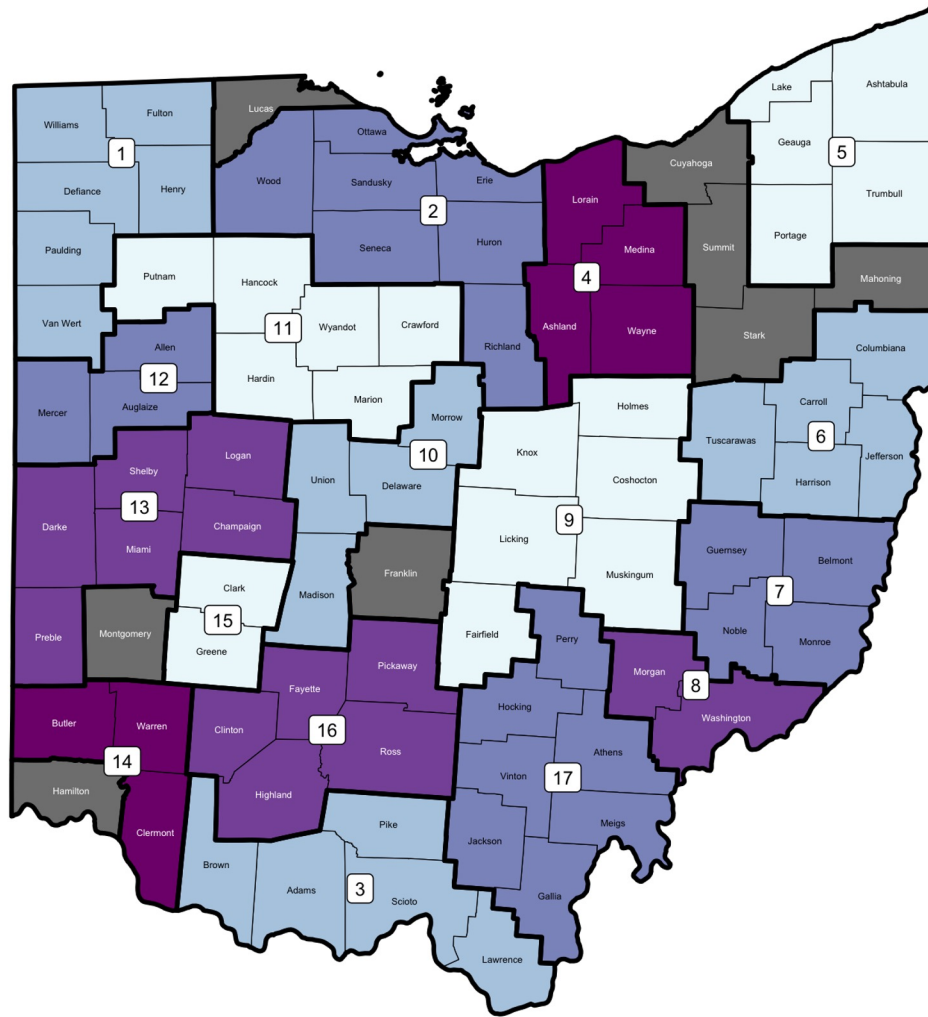 Ashtabula
Lake
Lucas
Fulton
Williams
1
Ottawa
Geauga
5
Cuyahoga
Wood
Sandusky
Erie
Defiance
Henry
Trumbull
Lorain
2
Portage
Paulding
Seneca
Huron
Medina
Summit
Putnam
Hancock
4
Mahoning
Van Wert
11
Wyandot
Crawford
Ashland
Wayne
Stark
Allen
Richland
Columbiana
12
Hardin
Marion
Mercer
Auglaize
Holmes
Carroll
Morrow
Tuscarawas
6
Logan
Knox
10
Jefferson
Shelby
Union
Delaware
Coshocton
Harrison
13
Darke
Champaign
9
Miami
Licking
Guernsey
Belmont
Franklin
Muskingum
Clark
7
Madison
15
Montgomery
Preble
Fairfield
Perry
Noble
Monroe
Greene
Pickaway
Morgan
8
Fayette
Hocking
Washington
Butler
Warren
Clinton
16
Ross
Athens
14
Vinton
17
Hamilton
Highland
Clermont
Pike
Meigs
Jackson
Brown
3
Adams
Scioto
Gallia
Lawrence